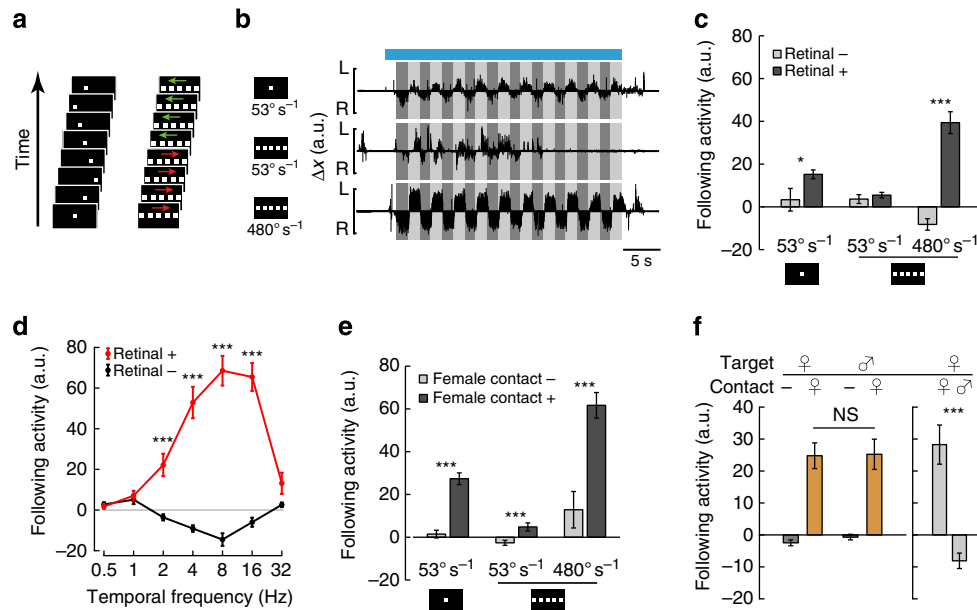 a
Time
b
53° s−1
53° s−1
480° s−1
Δx (a.u.)
L
R
L
R
L
R
5 s
c
Following activity (a.u.)
80
60
40
20
0
−20
Retinal −
Retinal +
*
***
53° s−1
53° s−1 480° s−1
d
Following activity (a.u.)
80
60
40
20
0
−20
Retinal +
Retinal −
***
***
***
***
0.5 1 2 4 8 16 32
Temporal frequency (Hz)
e
Following activity (a.u.)
80
60
40
20
0
−20
Female contact −
Female contact +
***
***
***
53° s−1
53° s−1 480° s−1
f
Target ♀ ♂ ♀
Contact − ♀ − ♀ ♀ ♂
Following activity (a.u.)
40
30
20
10
0
−10
−20
NS
***